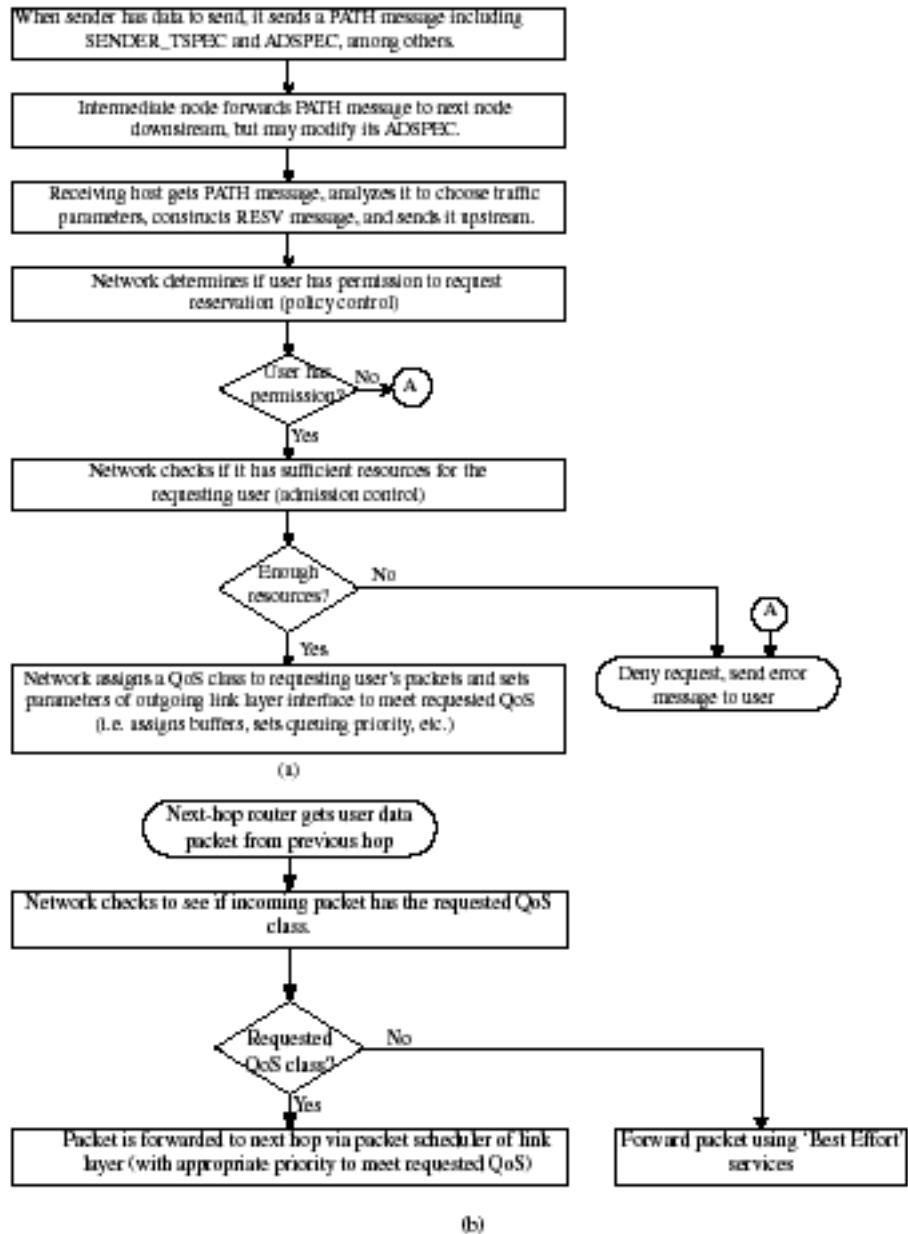 When sender has data to send, it sends a PATH message including
SENDER_TSPEC and ADSPEC, among others.
Intermediate node forwards PATH message to next node
downstream, but may modify its ADSPEC.
Receiving host gets PATH message, analyzes it to choose traffic
parameters, constructs RESV message, and sends it upstream.
Network determines if user has permission to request
reservation (policy control)
User has
permission?
No
A
Yes
Network checks if it has sufficient resources for the
requesting user (admission control)
Enough
resources?
No
A
Yes
Deny request, send error
message to user
Network assigns a QoS class to requesting user's packets and sets
parameters of outgoing link layer interface to meet requested QoS
(i.e. assigns buffers, sets queuing priority, etc.)
(a)
Next-hop router gets user data
packet from previous hop
Network checks to see if incoming packet has the requested QoS
class.
Requested
QoS class?
No
Yes
Packet is forwarded to next hop via packet scheduler of link
layer (with appropriate priority to meet requested QoS)
Forward packet using 'Best Effort'
services
(b)